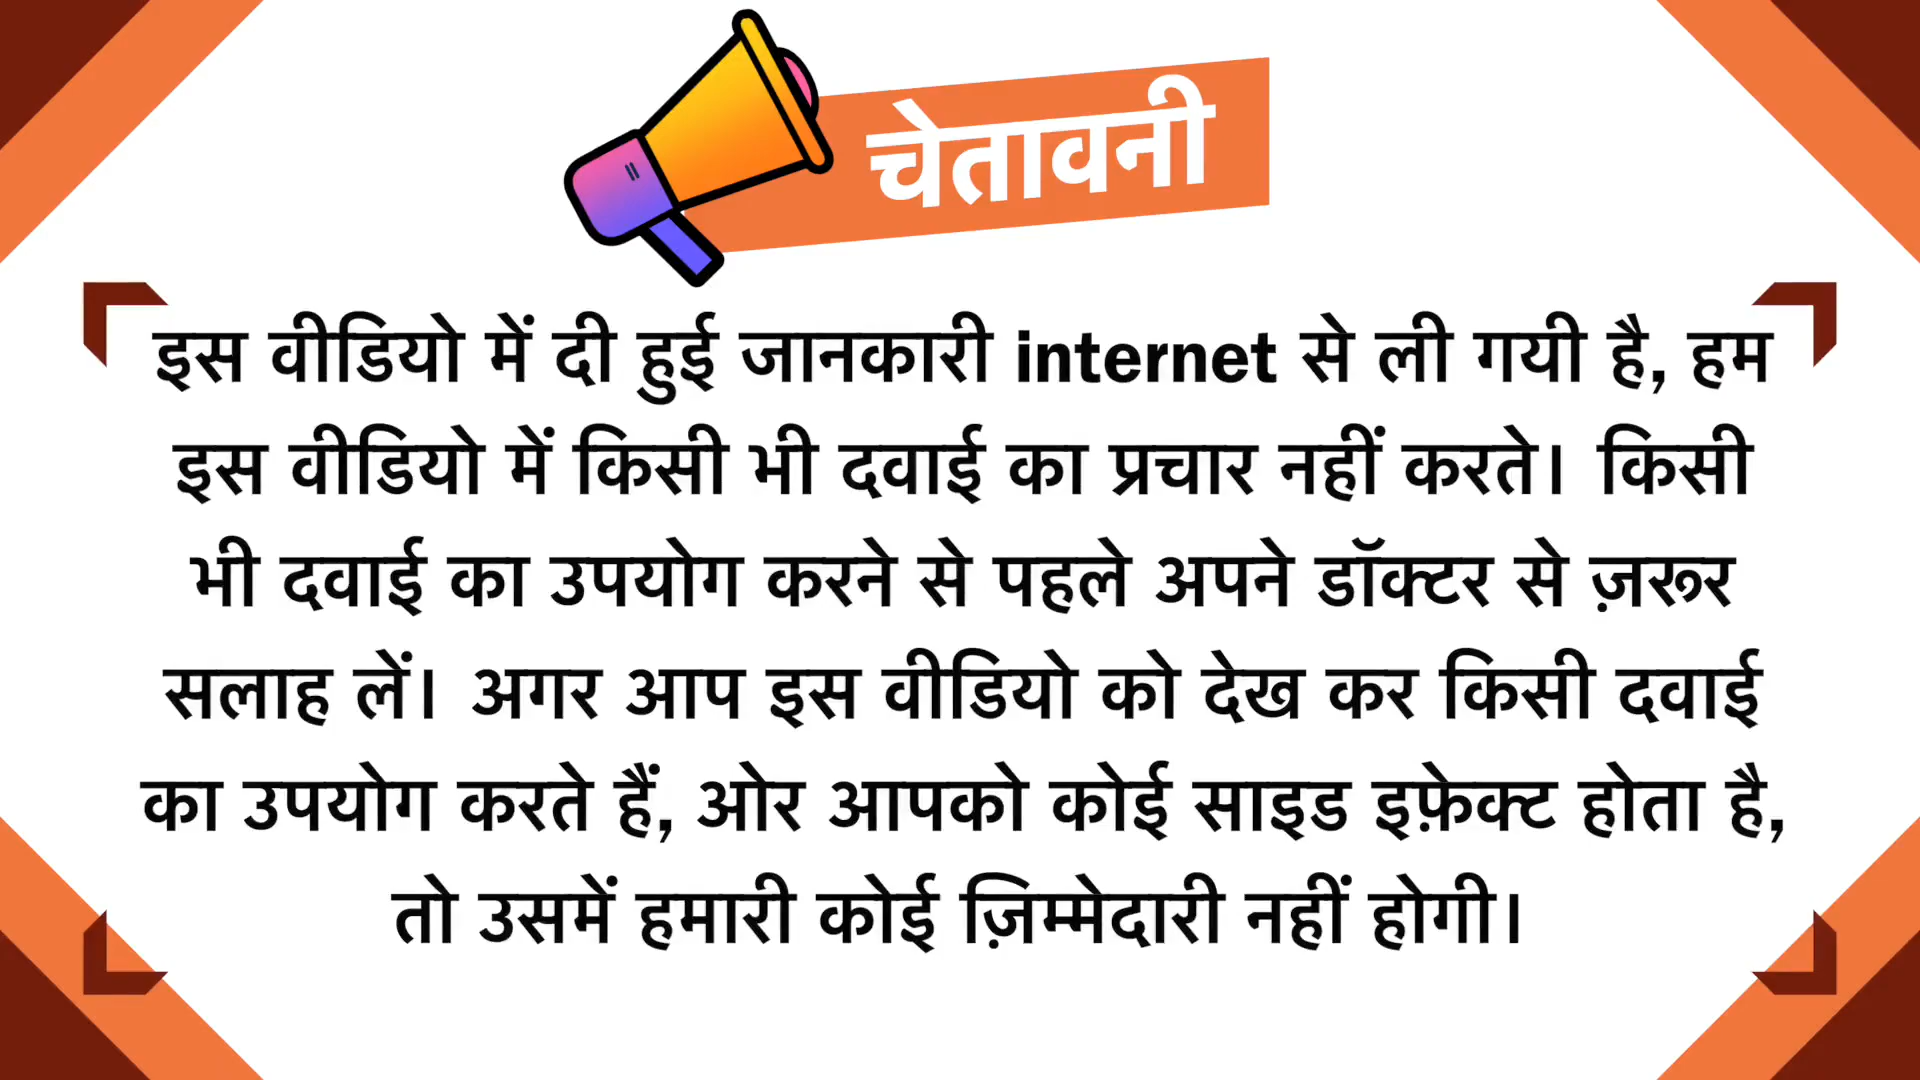 चेतावनी
इस वीडियो में दी हुई जानकारी internet से ली गयी है, हम
इस वीडियो में किसी भी दवाई का प्रचार नहीं करते। किसी
भी दवाई का उपयोग करने से पहले अपने डॉक्टर से ज़रूर
सलाह लें। अगर आप इस वीडियो को देख कर किसी दवाई
का उपयोग करते हैं, ओर आपको कोई साइड इफ़ेक्ट होता है,
तो उसमें हमारी कोई ज़िम्मेदारी नहीं होगी।